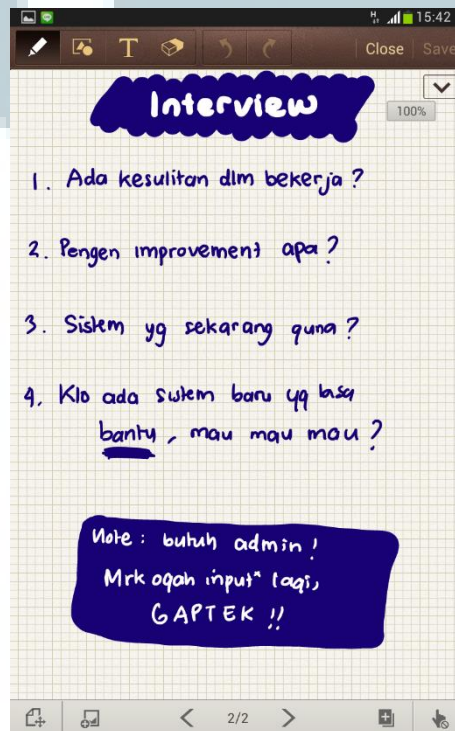 H 15:42
T Close Save
Interview
100%
1. Ada kesulitan dlm bekerja ?
2. Pengen improvement apa ?
3. Sistem yg sekarang guna ?
4. Klo ada sistem baru yg bisa
bantu, mau mau mau ?
Note : butuh admin !
Mrk ogah input" lagi,
GAPTEK !!
2/2